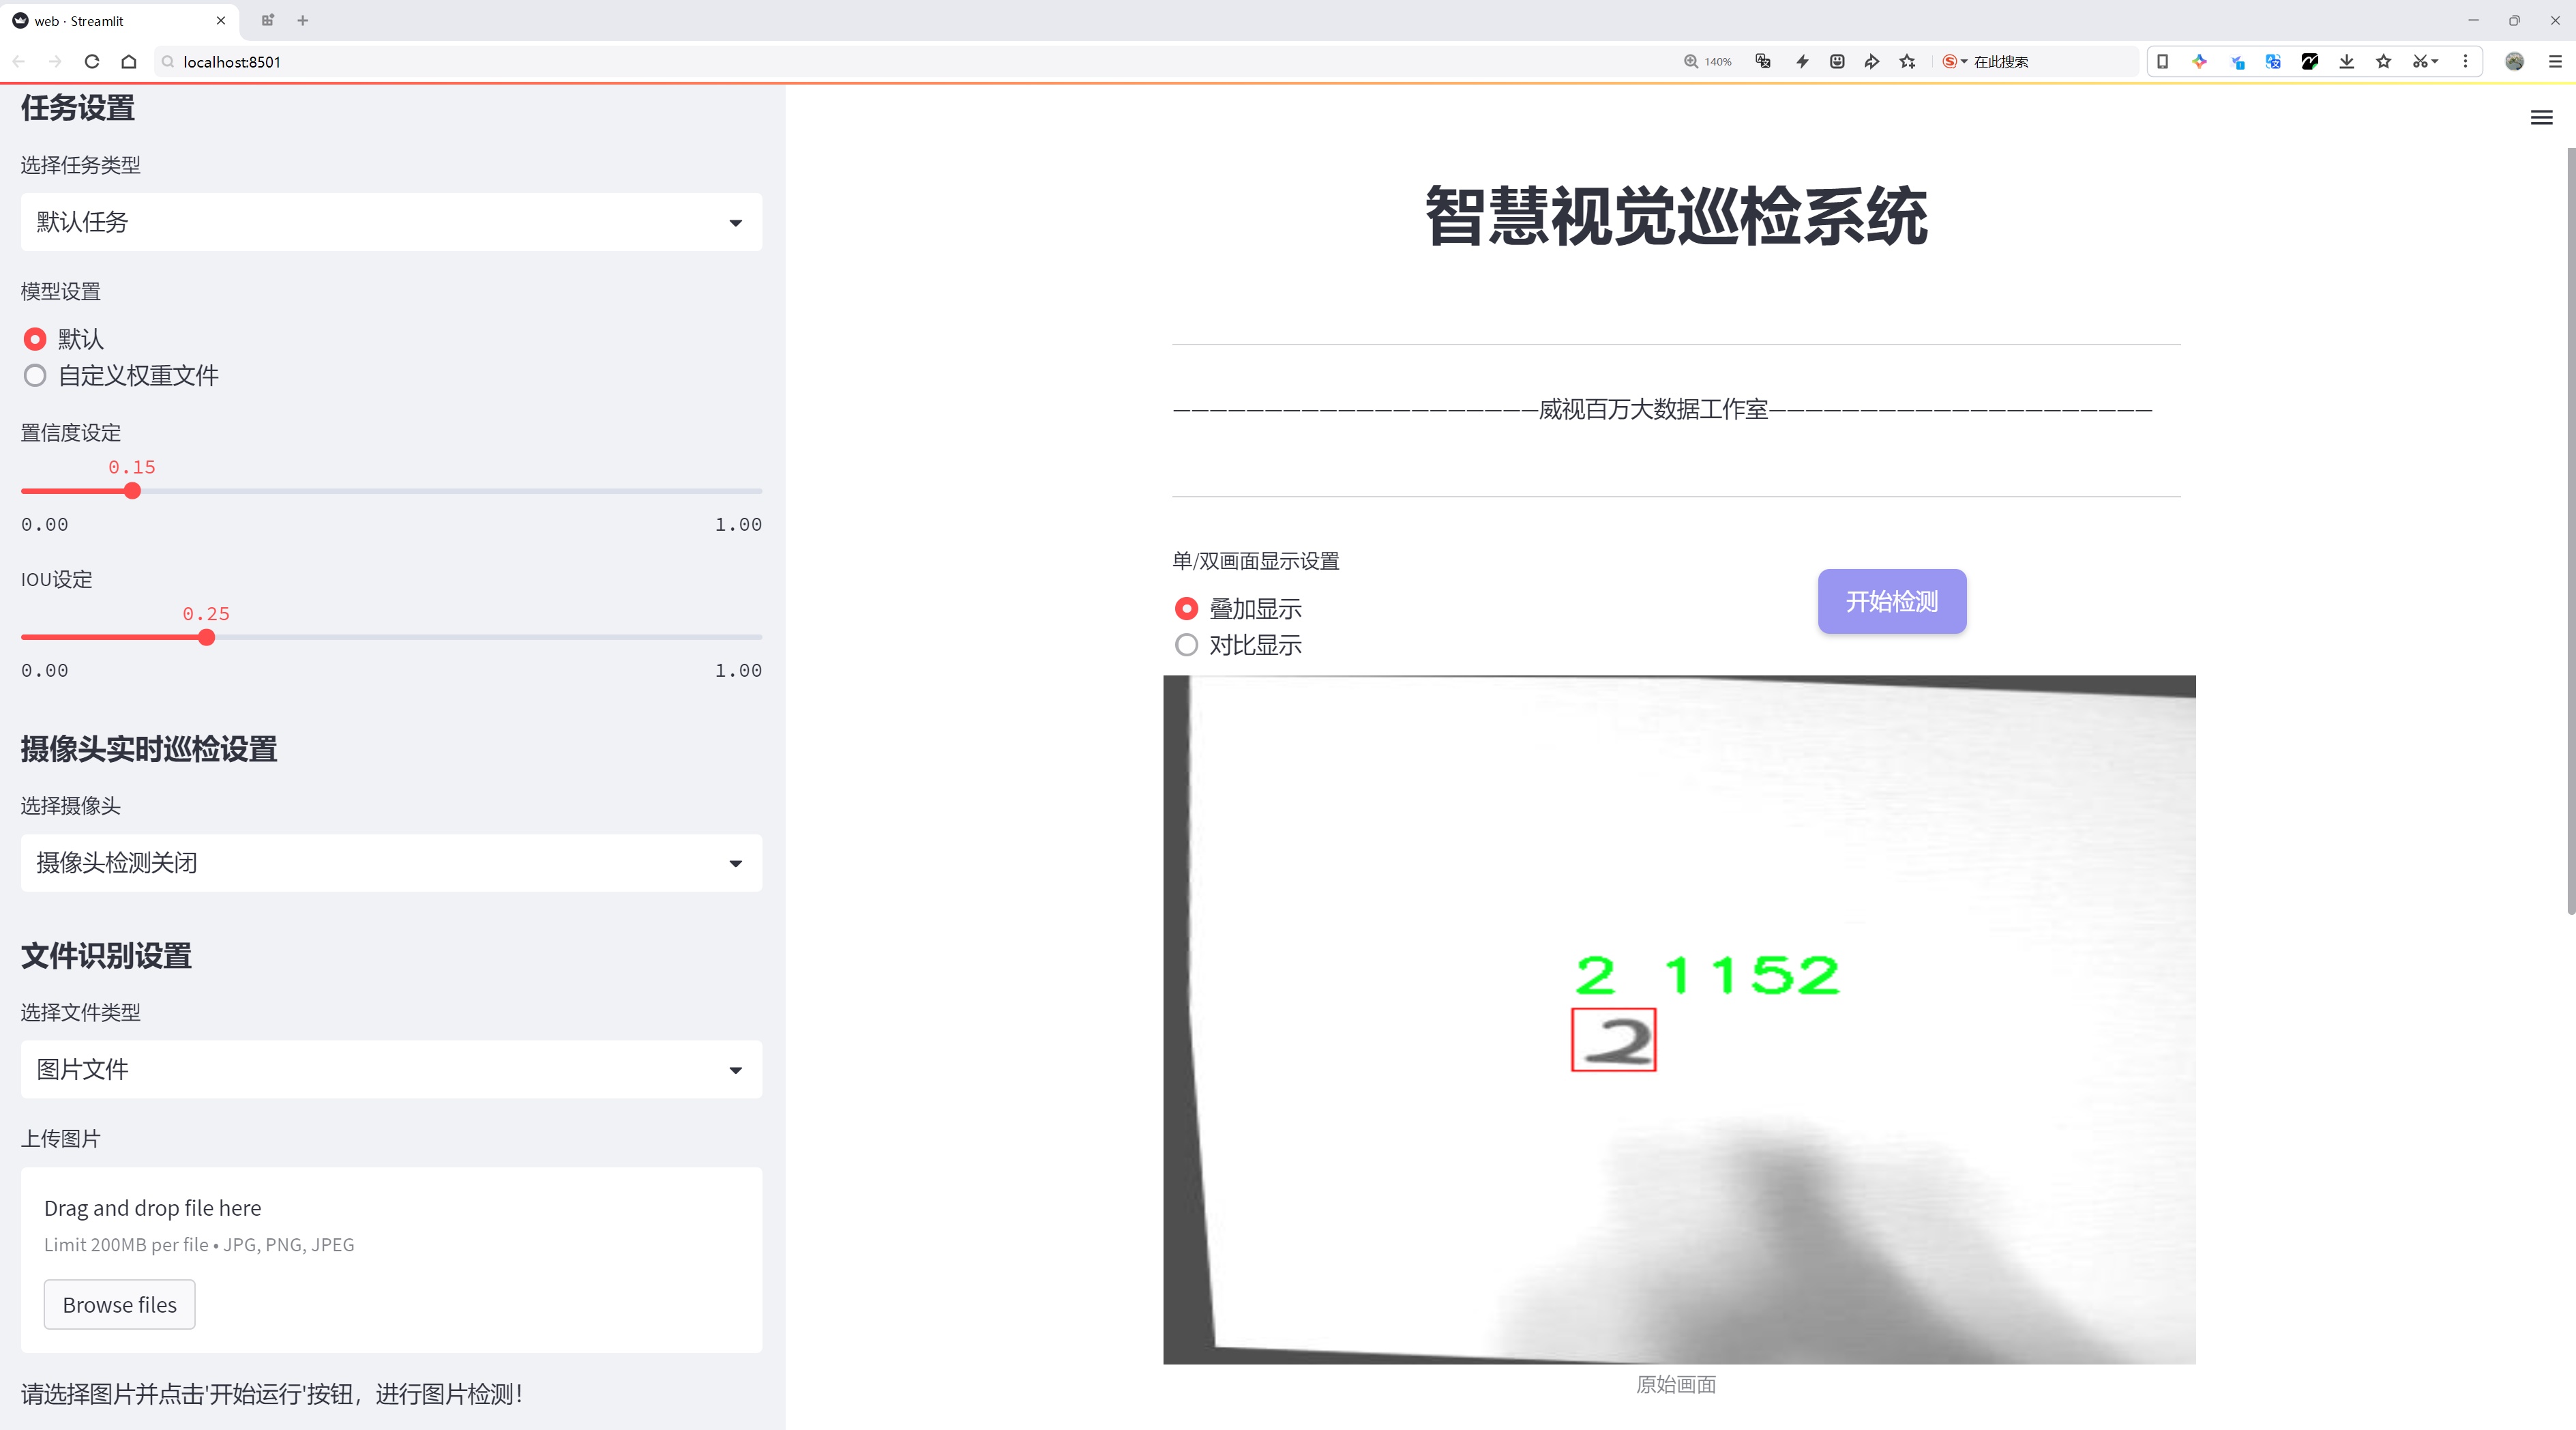 web · Streamlit
localhost:8501
140%
在此搜索
任务设置
选择任务类型
默认任务
模型设置
默认
自定义权重文件
置信度设定
0.15
0.00
1.00
IOU设定
0.25
0.00
1.00
摄像头实时巡检设置
选择摄像头
摄像头检测关闭
文件识别设置
选择文件类型
图片文件
上传图片
Drag and drop file here
Limit 200MB per file • JPG, PNG, JPEG
Browse files
请选择图片并点击'开始运行'按钮，进行图片检测！
智慧视觉巡检系统
————————————————————威视百万大数据工作室—————————————————————
单/双画面显示设置
叠加显示
对比显示
开始检测
2 1152
2
原始画面